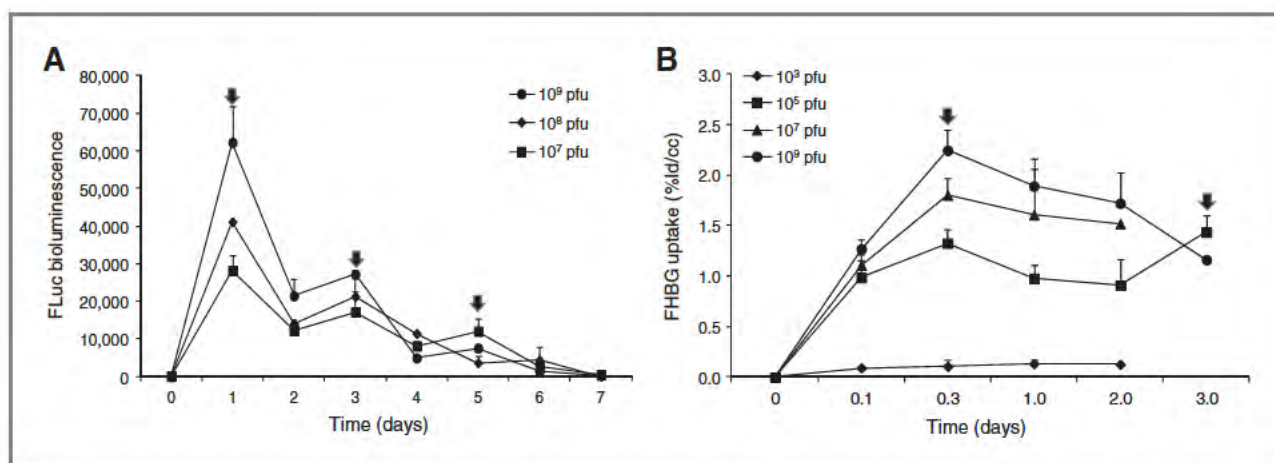 A
80,000
70,000
60,000
50,000
40,000
30,000
20,000
10,000
0
FLuc bioluminescence
10⁹ pfu
10⁸ pfu
10⁷ pfu
0 1 2 3 4 5 6 7
Time (days)
B
3.0
2.5
2.0
1.5
1.0
0.5
0.0
FHBG uptake (%Id/cc)
10³ pfu
10⁵ pfu
10⁷ pfu
10⁹ pfu
0 0.1 0.3 1.0 2.0 3.0
Time (days)